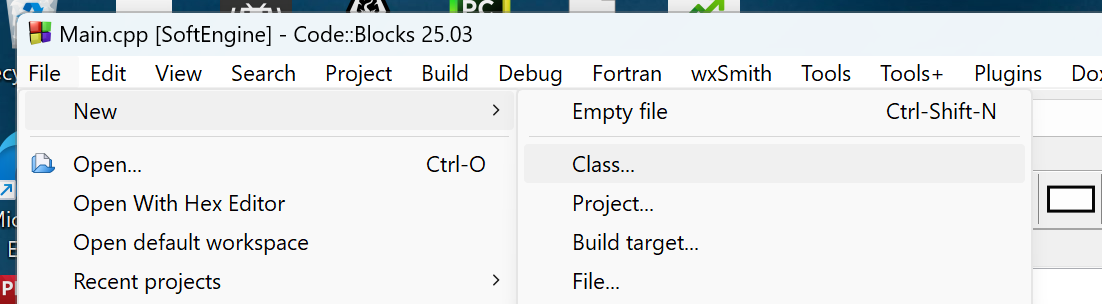 PC
Main.cpp [SoftEngine] - Code::Blocks 25.03
File Edit View Search Project Build Debug Fortran wxSmith Tools Tools+ Plugins Dox
New > Empty file Ctrl-Shift-N
Open... Ctrl-O Class...
Open With Hex Editor Project...
Open default workspace Build target...
Recent projects > File...